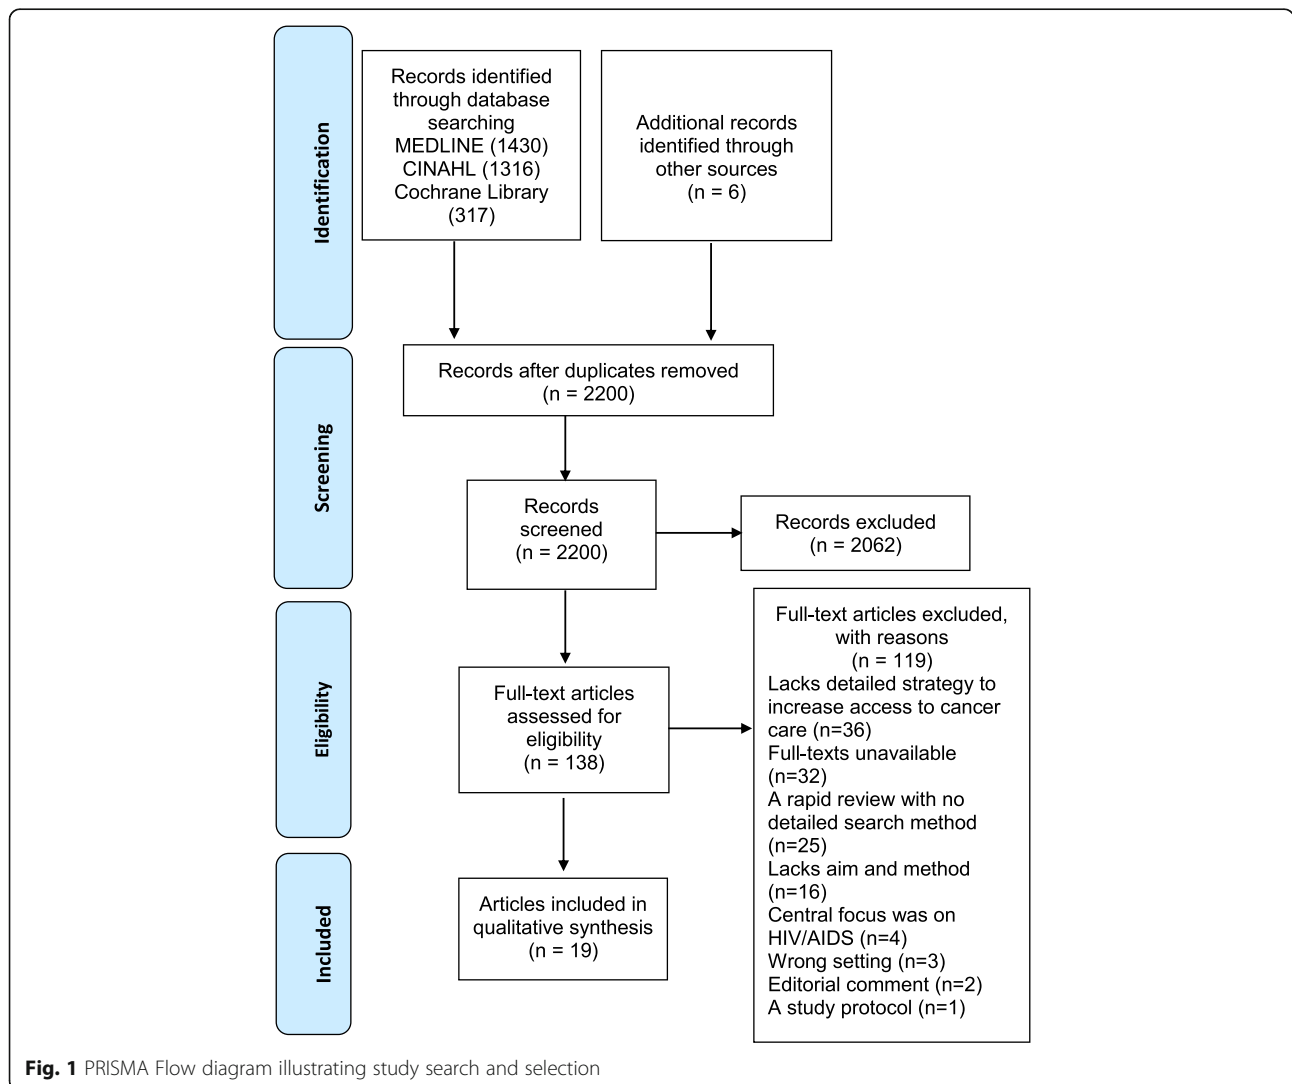 Identification
Records identified
through database
searching
MEDLINE (1430)
CINAHL (1316)
Cochrane Library
(317)
Additional records
identified through
other sources
(n = 6)
Screening
Records after duplicates removed
(n = 2200)
Records
screened
(n = 2200)
Records excluded
(n = 2062)
Eligibility
Full-text articles
assessed for
eligibility
(n = 138)
Full-text articles excluded,
with reasons
(n = 119)
Lacks detailed strategy to
increase access to cancer
care (n=36)
Full-texts unavailable
(n=32)
A rapid review with no
detailed search method
(n=25)
Lacks aim and method
(n=16)
Central focus was on
HIV/AIDS (n=4)
Wrong setting (n=3)
Editorial comment (n=2)
A study protocol (n=1)
Included
Articles included in
qualitative synthesis
(n = 19)
Fig. 1 PRISMA Flow diagram illustrating study search and selection